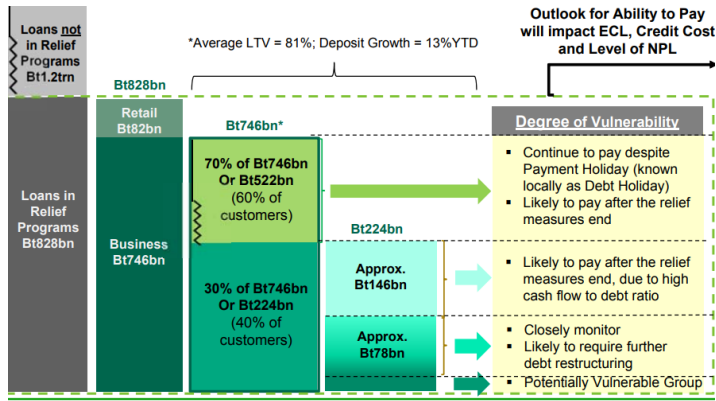 Loans not
in Relief
Programs
Bt1.2trn
*Average LTV = 81%; Deposit Growth = 13%YTD
Outlook for Ability to Pay
will impact ECL, Credit Cost
and Level of NPL
Bt828bn
Retail
Bt82bn
Bt746bn*
Degree of Vulnerability
70% of Bt746bn
Or Bt522bn
(60% of
customers)
▪ Continue to pay despite
Payment Holiday (known
locally as Debt Holiday)
▪ Likely to pay after the relief
measures end
Loans in
Relief
Programs
Bt828bn
Business
Bt746bn
Bt224bn
30% of Bt746bn
Or Bt224bn
(40% of
customers)
Approx.
Bt146bn
▪ Likely to pay after the relief
measures end, due to high
cash flow to debt ratio
Approx.
Bt78bn
▪ Closely monitor
▪ Likely to require further
debt restructuring
▪ Potentially Vulnerable Group